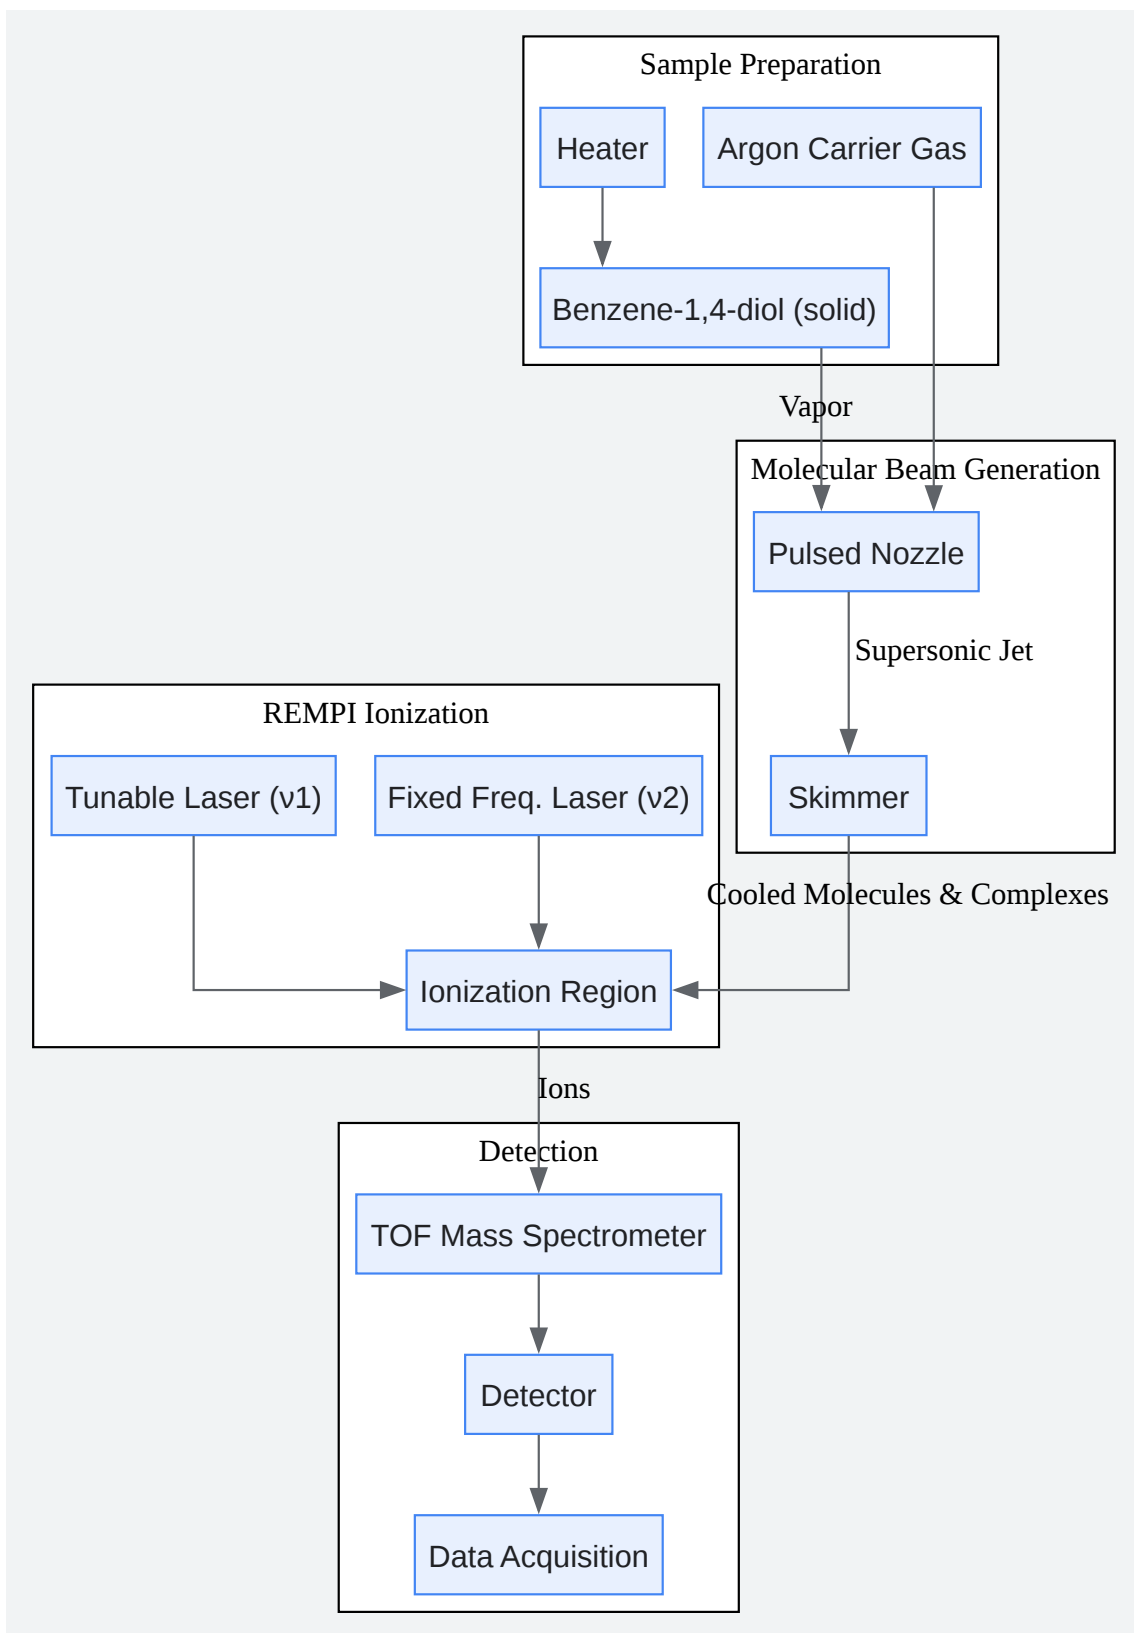 Sample Preparation
Heater
Argon Carrier Gas
Benzene-1,4-diol (solid)
Vapor
Molecular Beam Generation
Pulsed Nozzle
Supersonic Jet
REMPI Ionization
Tunable Laser (ν1)
Fixed Freq. Laser (ν2)
Skimmer
Cooled Molecules & Complexes
Ionization Region
Ions
Detection
TOF Mass Spectrometer
Detector
Data Acquisition